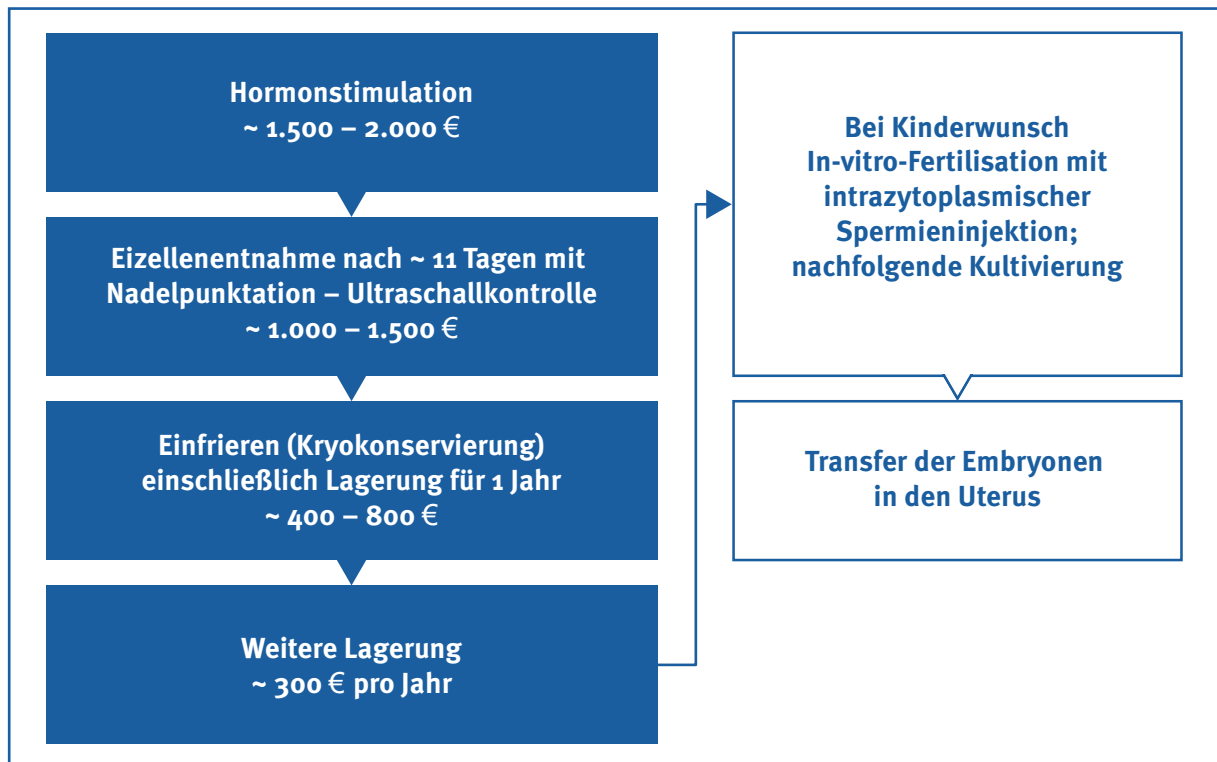 Hormonstimulation
~ 1.500 – 2.000 €
Eizellenentnahme nach ~ 11 Tagen mit
Nadelpunktation – Ultraschallkontrolle
~ 1.000 – 1.500 €
Einfrieren (Kryokonservierung)
einschließlich Lagerung für 1 Jahr
~ 400 – 800 €
Weitere Lagerung
~ 300 € pro Jahr
Bei Kinderwunsch
In-vitro-Fertilisation mit
intrazytoplasmischer
Spermieninjektion;
nachfolgende Kultivierung
Transfer der Embryonen
in den Uterus